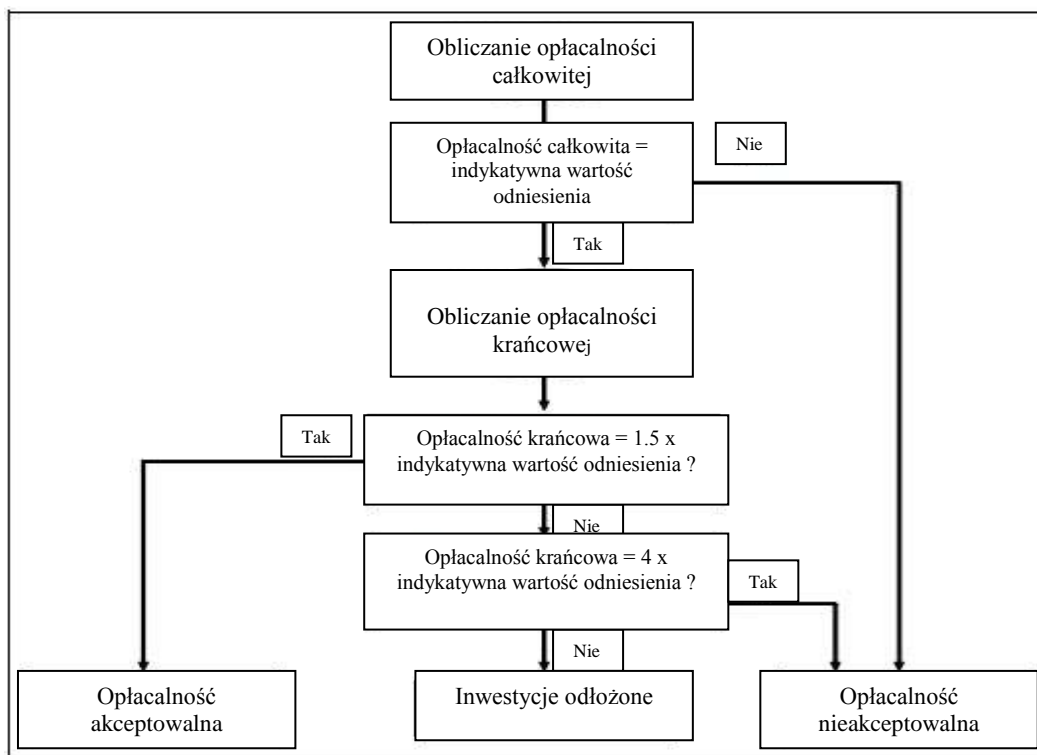 Obliczanie opłacalności
całkowitej
Opłacalność całkowita =
indykatywna wartość
odniesienia
Nie
Tak
Obliczanie opłacalności
krańcowej
Tak
Opłacalność krańcowa = 1.5 x
indykatywna wartość odniesienia ?
Nie
Opłacalność krańcowa = 4 x
indykatywna wartość odniesienia ?
Tak
Nie
Opłacalność
akceptowalna
Inwestycje odłożone
Opłacalność
nieakceptowalna